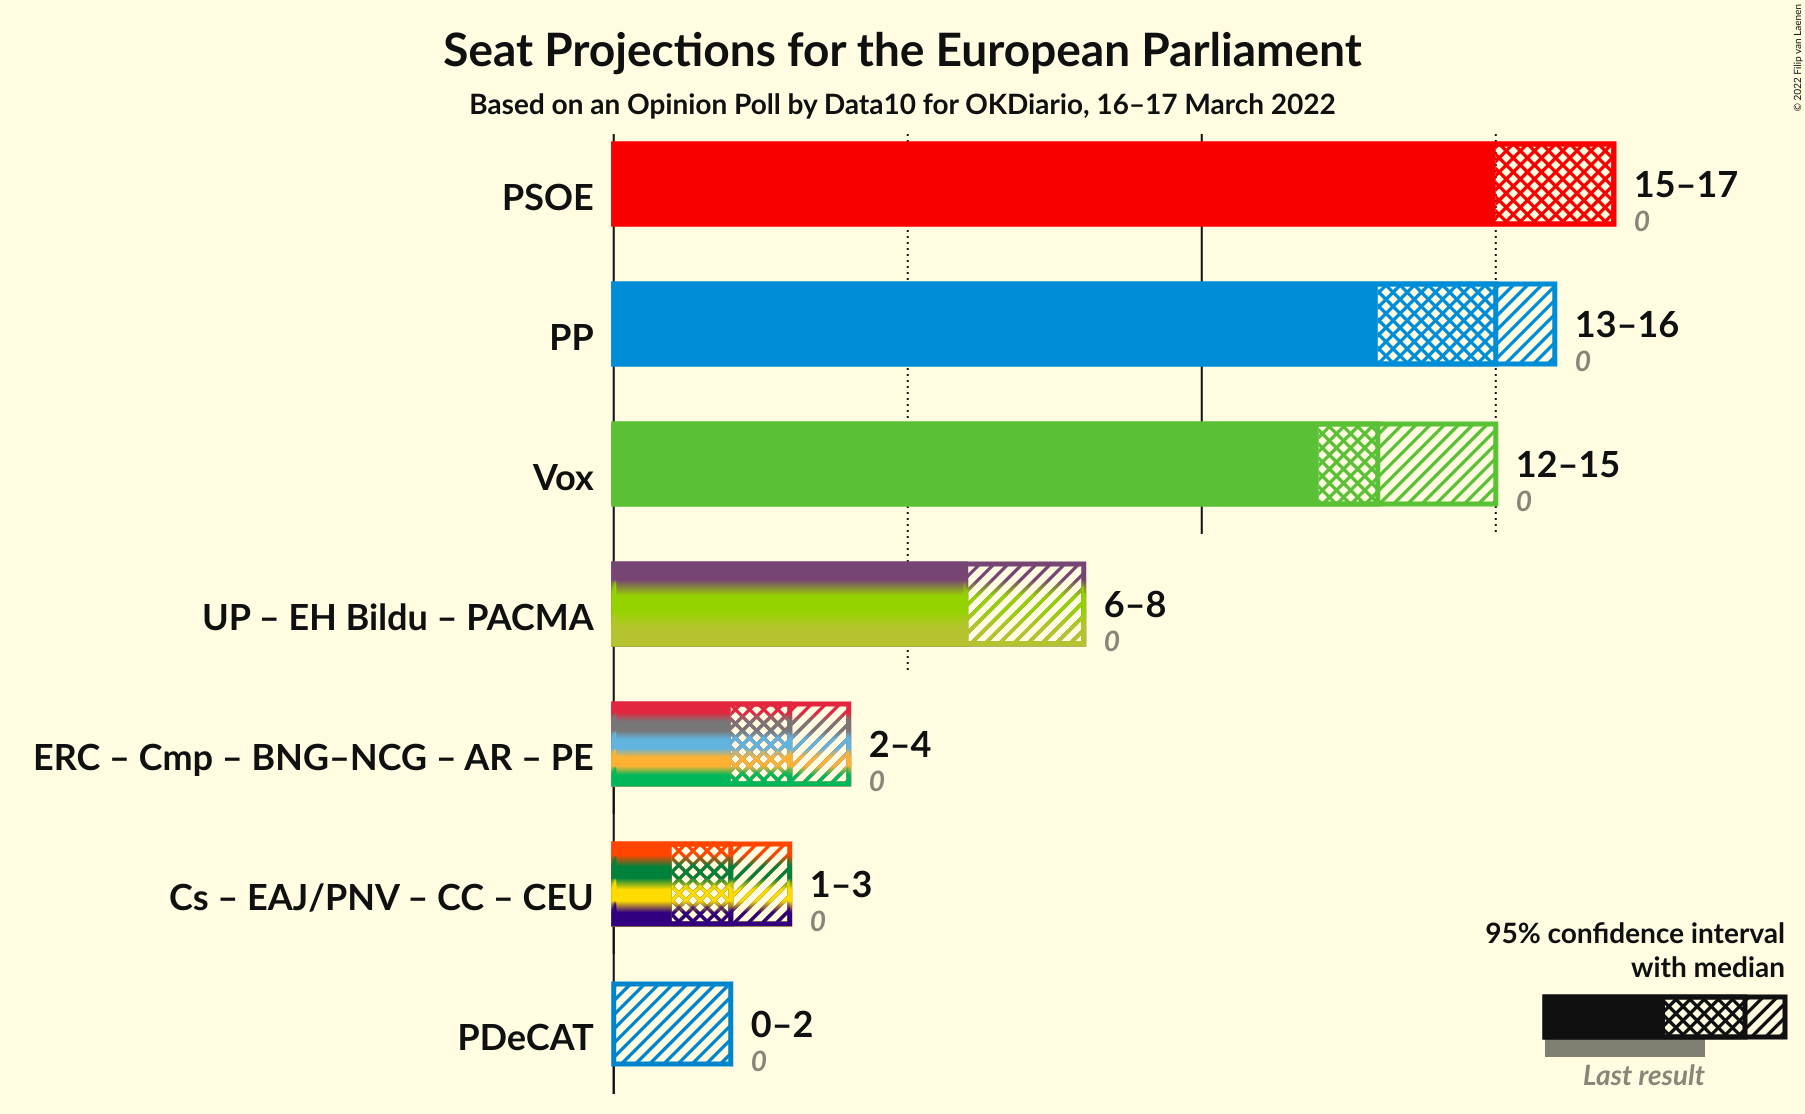 Seat Projections for the European Parliament
Based on an Opinion Poll by Data10 for OKDiario, 16–17 March 2022
© 2022 Filip van Laenen
PSOE
15–17
0
PP
13–16
0
Vox
12–15
0
UP – EH Bildu – PACMA
6–8
0
ERC – Cmp – BNG–NCG – AR – PE
2–4
0
Cs – EAJ/PNV – CC – CEU
1–3
0
PDeCAT
0–2
0
95% confidence interval
with median
Last result